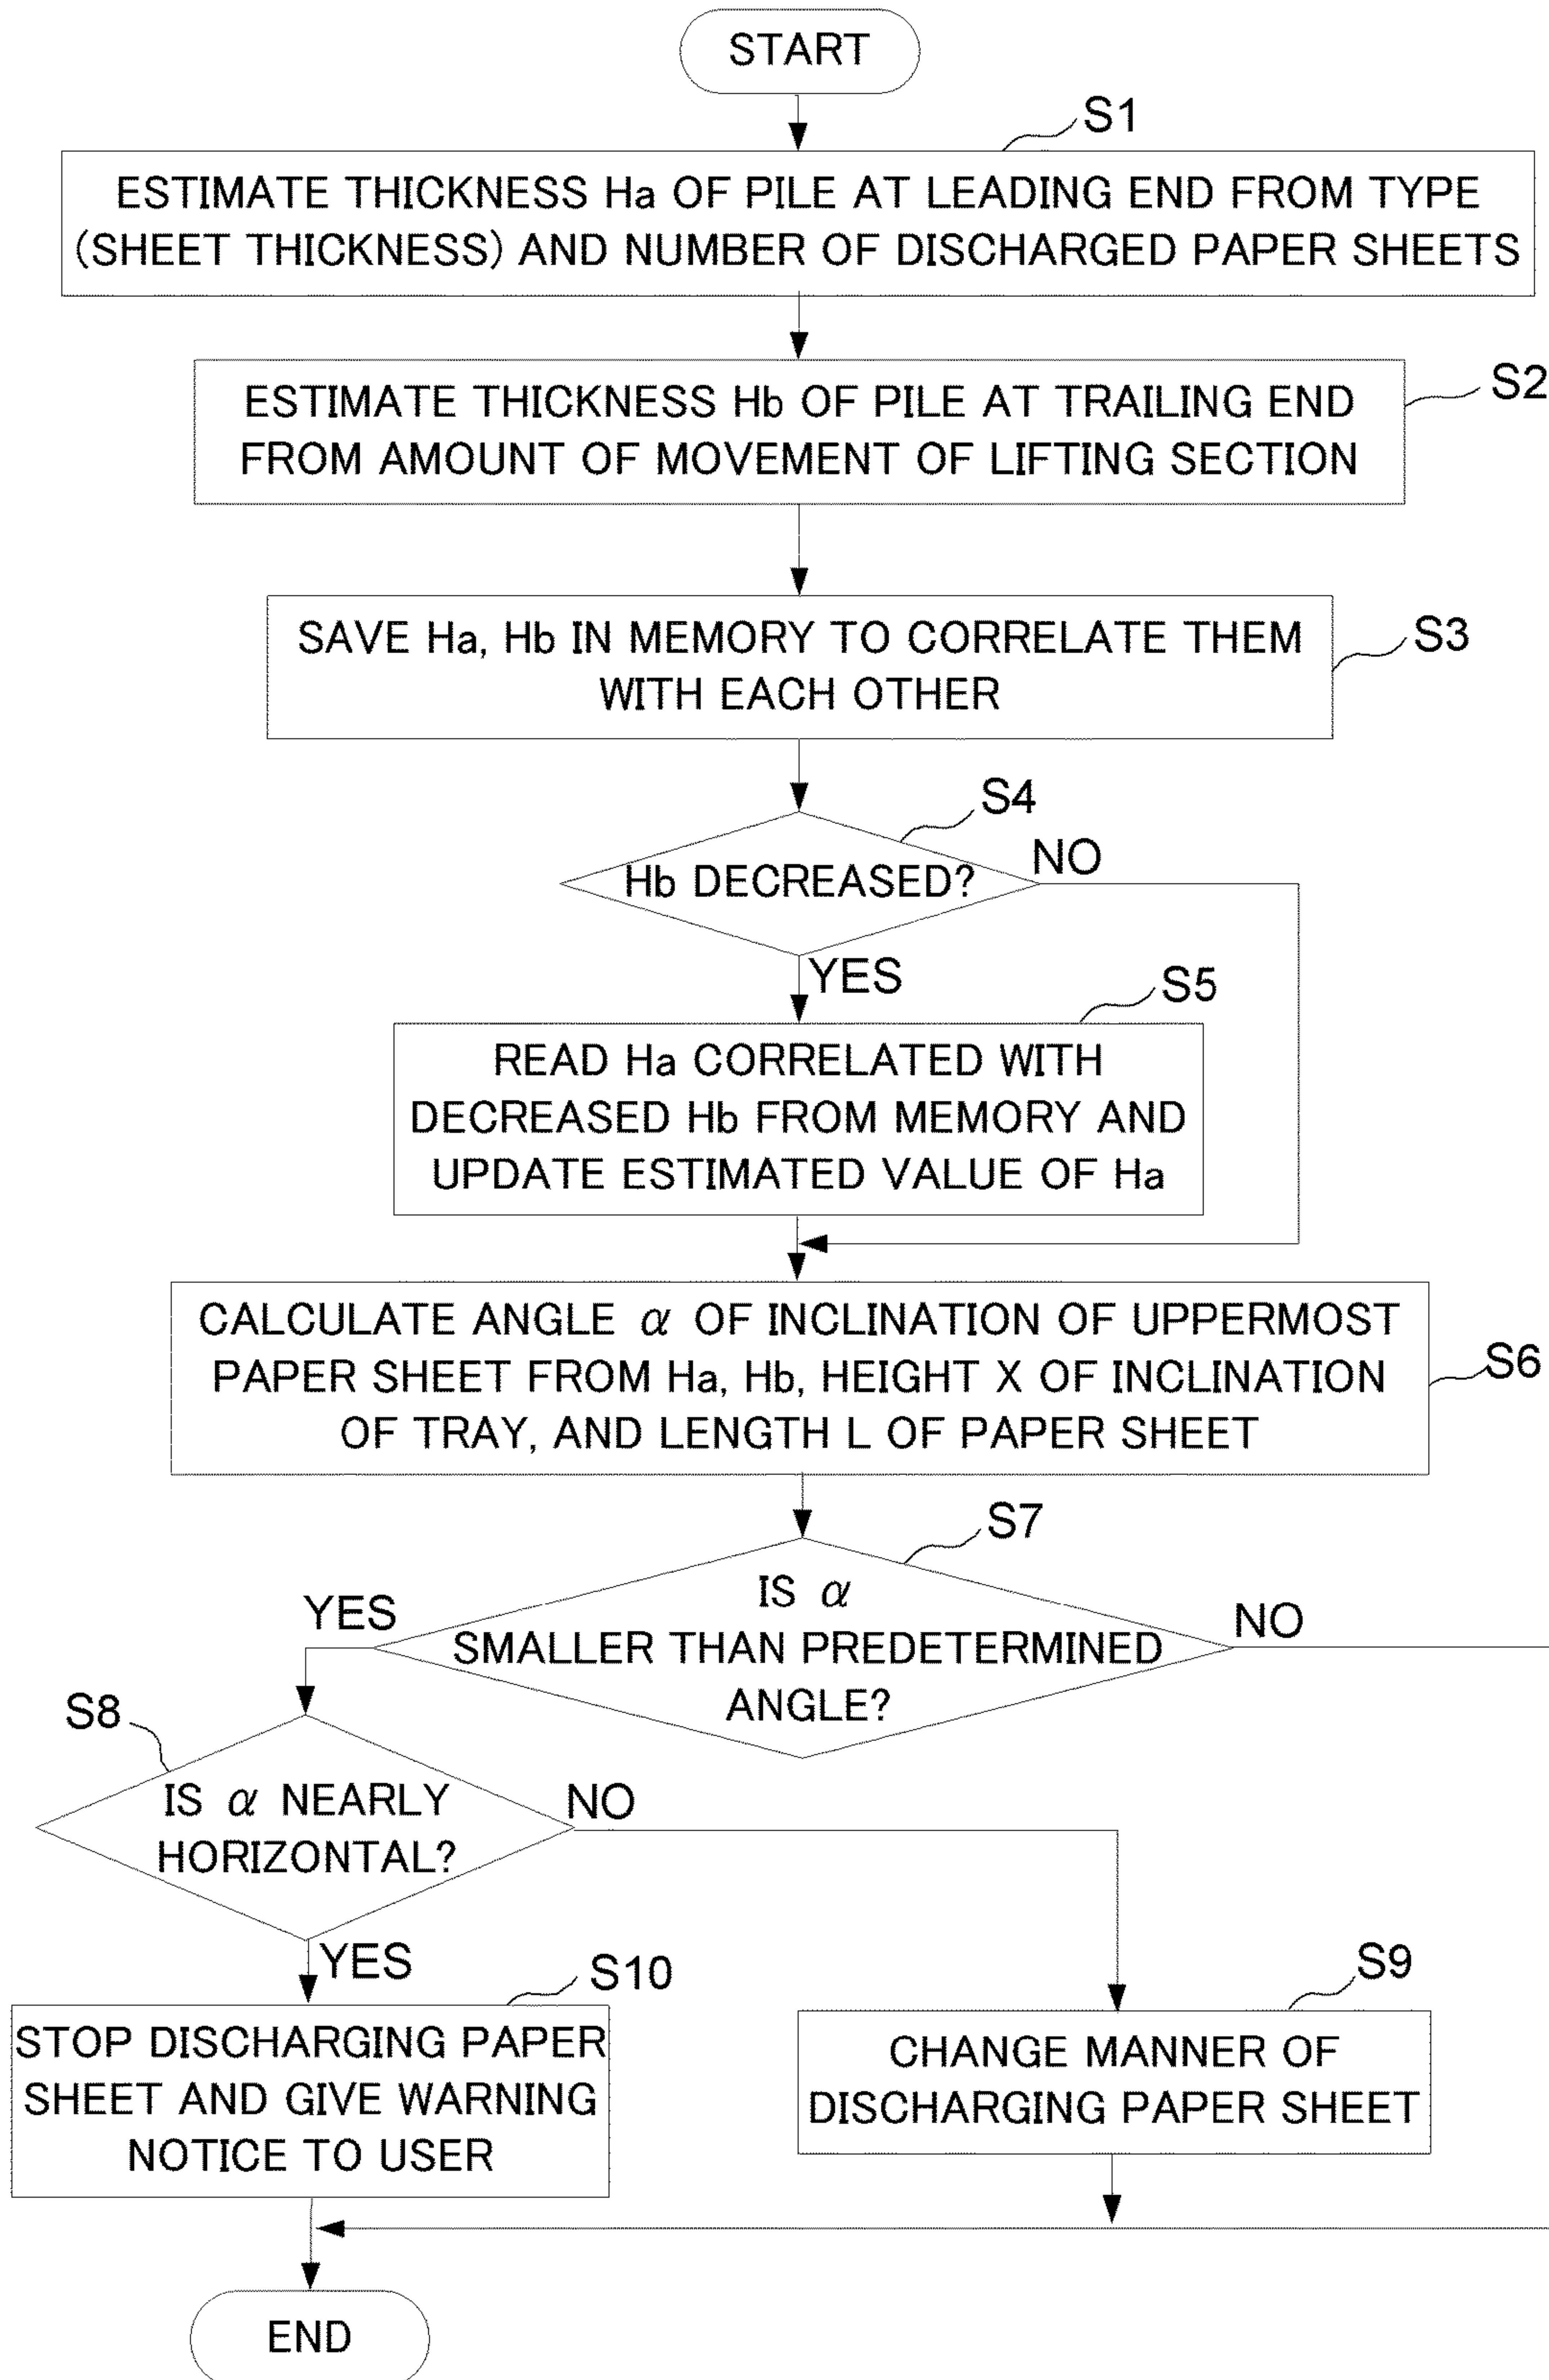 START
S1
ESTIMATE THICKNESS Ha OF PILE AT LEADING END FROM TYPE
(SHEET THICKNESS) AND NUMBER OF DISCHARGED PAPER SHEETS
S2
ESTIMATE THICKNESS Hb OF PILE AT TRAILING END
FROM AMOUNT OF MOVEMENT OF LIFTING SECTION
S3
SAVE Ha, Hb IN MEMORY TO CORRELATE THEM
WITH EACH OTHER
S4
Hb DECREASED?
NO
YES
S5
READ Ha CORRELATED WITH
DECREASED Hb FROM MEMORY AND
UPDATE ESTIMATED VALUE OF Ha
S6
CALCULATE ANGLE α OF INCLINATION OF UPPERMOST
PAPER SHEET FROM Ha, Hb, HEIGHT X OF INCLINATION
OF TRAY, AND LENGTH L OF PAPER SHEET
S7
IS α
SMALLER THAN PREDETERMINED
ANGLE?
YES
NO
S8
IS α NEARLY
HORIZONTAL?
NO
YES
S10
STOP DISCHARGING PAPER
SHEET AND GIVE WARNING
NOTICE TO USER
S9
CHANGE MANNER OF
DISCHARGING PAPER SHEET
END